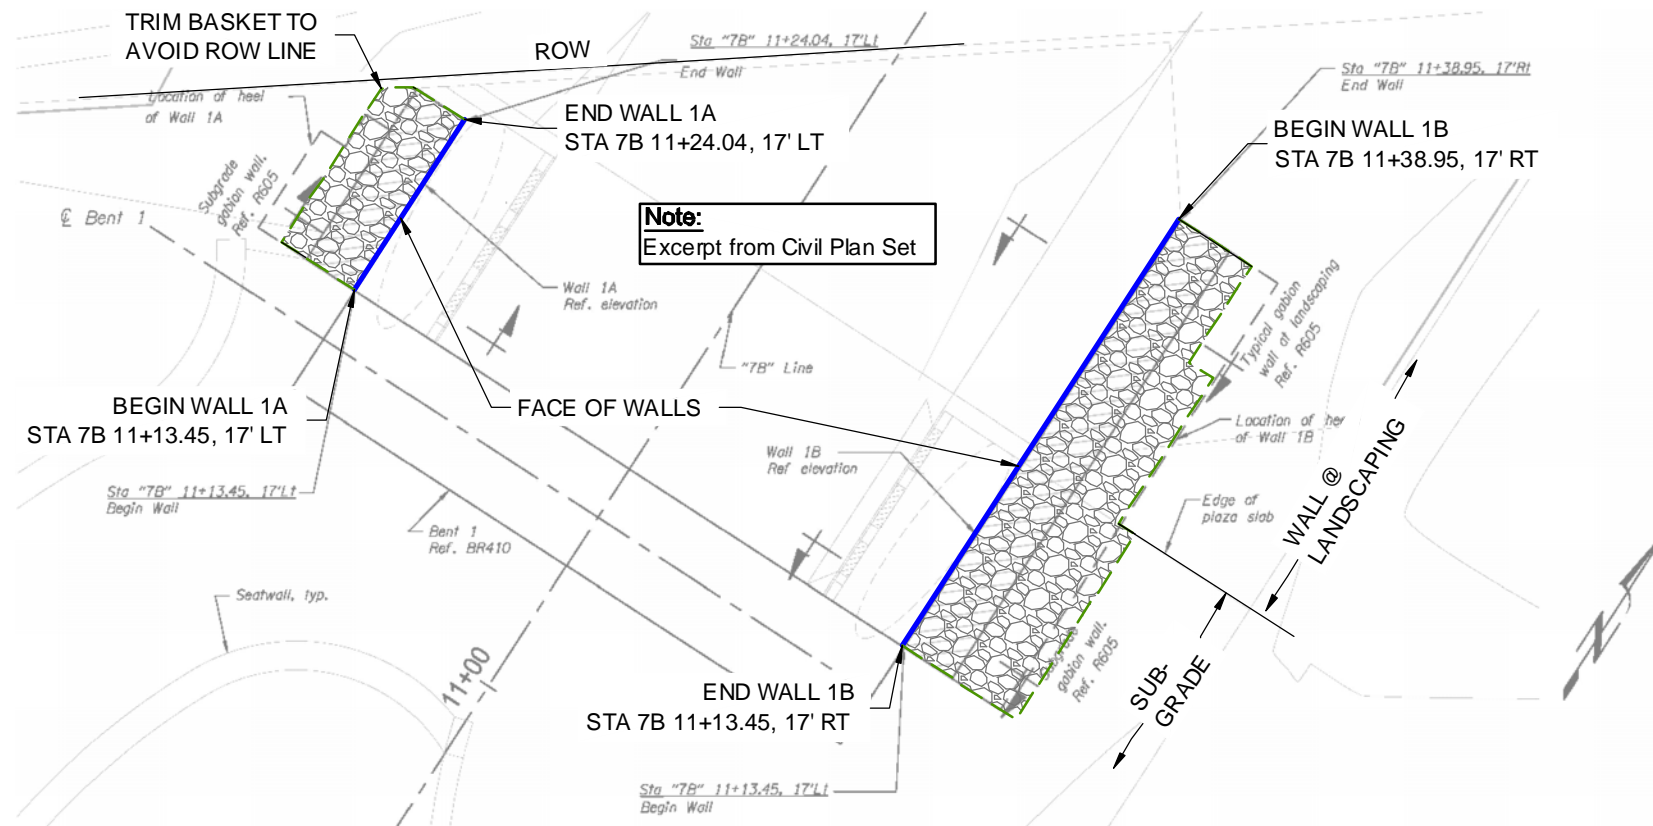 TRIM BASKET TO
AVOID ROW LINE
ROW
Sta "7B" 11+24.04, 17'Lt
End Wall
Sta "7B" 11+38.95, 17'Rt
End Wall
Location of heel
of Wall 1A
END WALL 1A
STA 7B 11+24.04, 17' LT
BEGIN WALL 1B
STA 7B 11+38.95, 17' RT
Subgrade
gabion wall.
Ref. R605
℄ Bent 1
Note:
Excerpt from Civil Plan Set
Wall 1A
Ref. elevation
Typical gabion
wall at landscaping
Ref. R605
"7B" Line
BEGIN WALL 1A
STA 7B 11+13.45, 17' LT
FACE OF WALLS
Location of he
of Wall 1B
Wall 1B
Ref elevation
WALL @
LANDSCAPING
Sta "7B" 11+13.45, 17'Lt
Begin Wall
Edge of
plaza slab
Bent 1
Ref. BR410
Seatwall, typ.
Subgrade
gabion wall.
Ref. R605
11+00
END WALL 1B
STA 7B 11+13.45, 17' RT
SUB-
GRADE
N
Sta "7B" 11+13.45, 17'Lt
Begin Wall